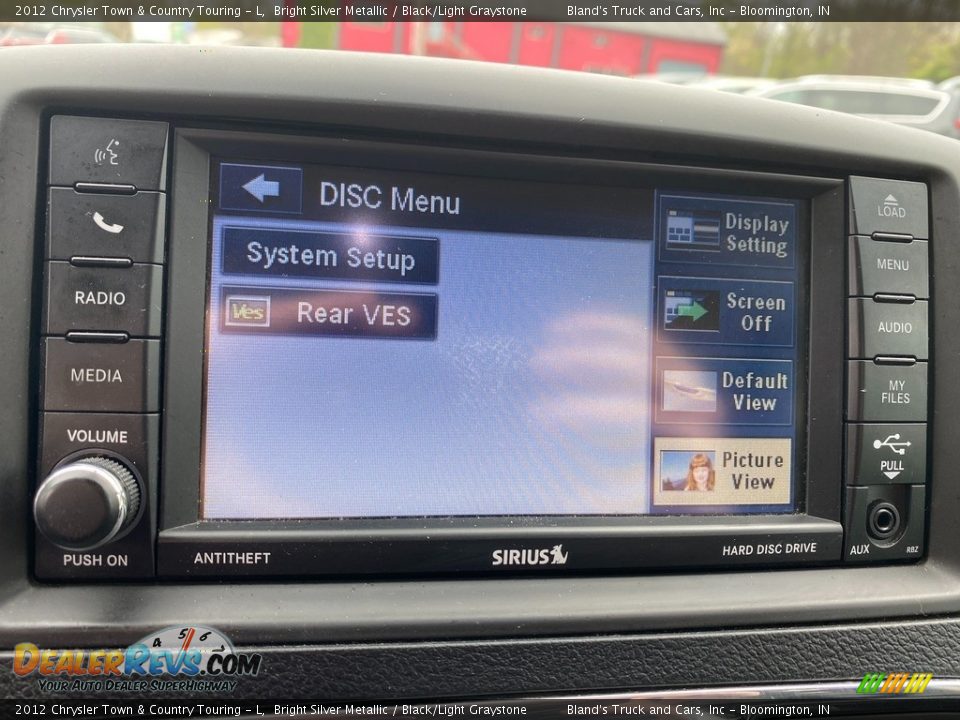 2012 Chrysler Town & Country Touring - L,  Bright Silver Metallic / Black/Light Graystone  Bland's Truck and Cars, Inc - Bloomington, IN
DISC Menu
System Setup
Ves Rear VES
Display
Setting
Screen
Off
Default
View
Picture
View
RADIO
MEDIA
VOLUME
PUSH ON
LOAD
MENU
AUDIO
MY
FILES
PULL
AUX
RBZ
ANTITHEFT
SIRIUS
HARD DISC DRIVE
4 5 6
DEALERREVS.COM
YOUR AUTO DEALER SUPERHIGHWAY
2012 Chrysler Town & Country Touring - L,  Bright Silver Metallic / Black/Light Graystone  Bland's Truck and Cars, Inc - Bloomington, IN